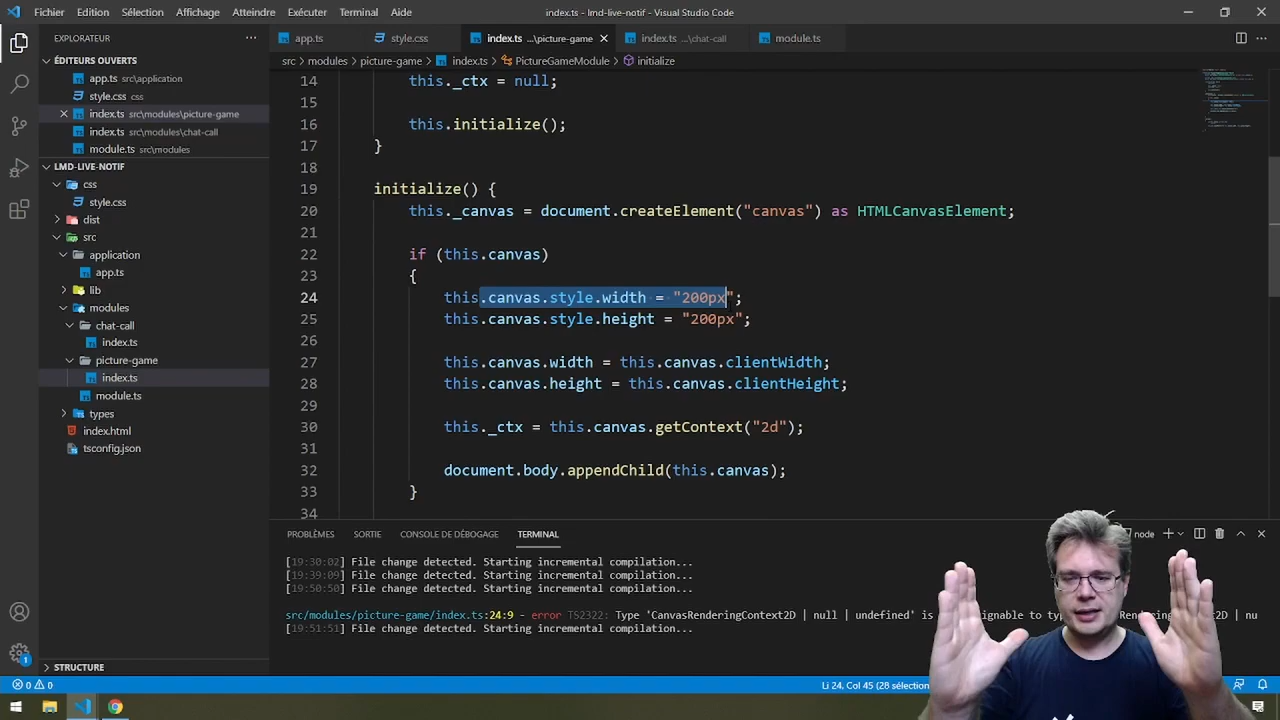 Fichier Edition Sélection Affichage Atteindre Exécuter Terminal Aide
index.ts - lmd-live-notif - Visual Studio Code
EXPLORATEUR
app.ts
style.css
index.ts ...\picture-game
index.ts ...\chat-call
module.ts
src > modules > picture-game > index.ts > PictureGameModule > initialize
ÉDITEURS OUVERTS
app.ts src\application
style.css css
index.ts src\modules\picture-game
index.ts src\modules\chat-call
module.ts src\modules
LMD-LIVE-NOTIF
css
style.css
dist
src
application
app.ts
lib
modules
chat-call
index.ts
picture-game
index.ts
module.ts
types
index.html
tsconfig.json
STRUCTURE
14 this._ctx = null;
15
16 this.initialize();
17 }
18
19 initialize() {
20 this._canvas = document.createElement("canvas") as HTMLCanvasElement;
21
22 if (this.canvas)
23 {
24 this.canvas.style.width = "200px";
25 this.canvas.style.height = "200px";
26
27 this.canvas.width = this.canvas.clientWidth;
28 this.canvas.height = this.canvas.clientHeight;
29
30 this._ctx = this.canvas.getContext("2d");
31
32 document.body.appendChild(this.canvas);
33 }
34
PROBLÈMES SORTIE CONSOLE DE DÉBOGAGE TERMINAL
node
[19:30:02] File change detected. Starting incremental compilation...
[19:39:09] File change detected. Starting incremental compilation...
[19:50:50] File change detected. Starting incremental compilation...
src/modules/picture-game/index.ts:24:9 - error TS2322: Type 'CanvasRenderingContext2D | null | undefined' is
[19:51:51] File change detected. Starting incremental compilation...
1
0 0
Li 24, Col 45 (28 sélection